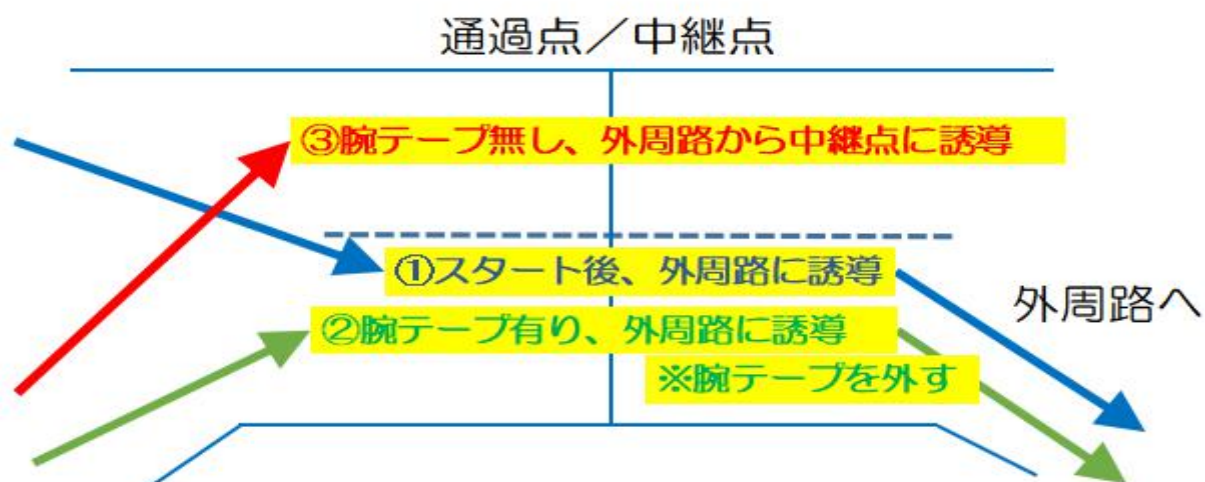 通過点／中継点
③腕テープ無し、外周路から中継点に誘導
①スタート後、外周路に誘導
外周路へ
②腕テープ有り、外周路に誘導
※腕テープを外す